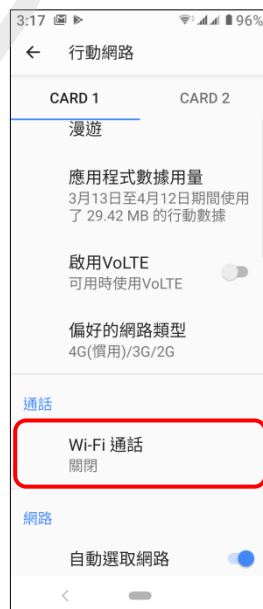 3:17 96%
行動網路
CARD 1 CARD 2
漫遊
應用程式數據用量
3月13日至4月12日期間使用
了 29.42 MB 的行動數據
啟用VoLTE
可用時使用VoLTE
偏好的網路類型
4G(慣用)/3G/2G
通話
Wi-Fi 通話
關閉
網路
自動選取網路